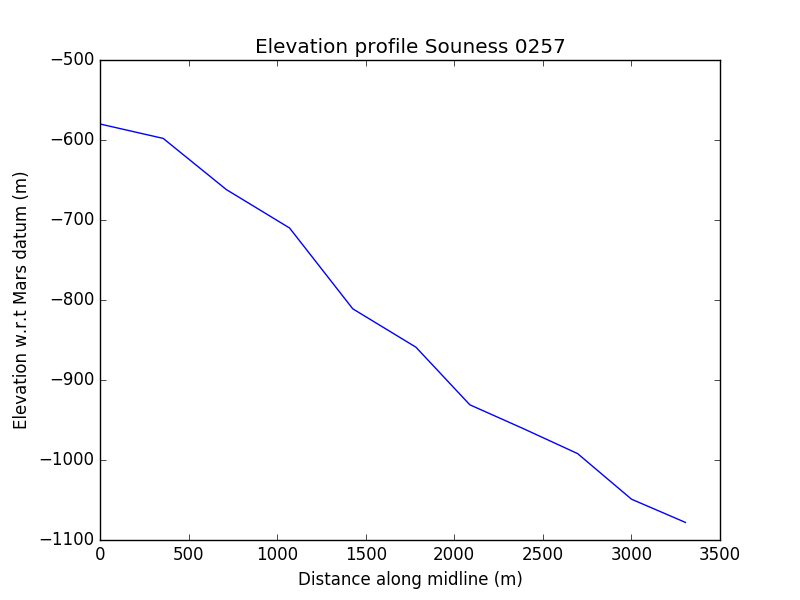 Elevation profile Souness 0257
−500
−600
−700
−800
−900
−1000
−1100
Elevation w.r.t Mars datum (m)
0 500 1000 1500 2000 2500 3000 3500
Distance along midline (m)